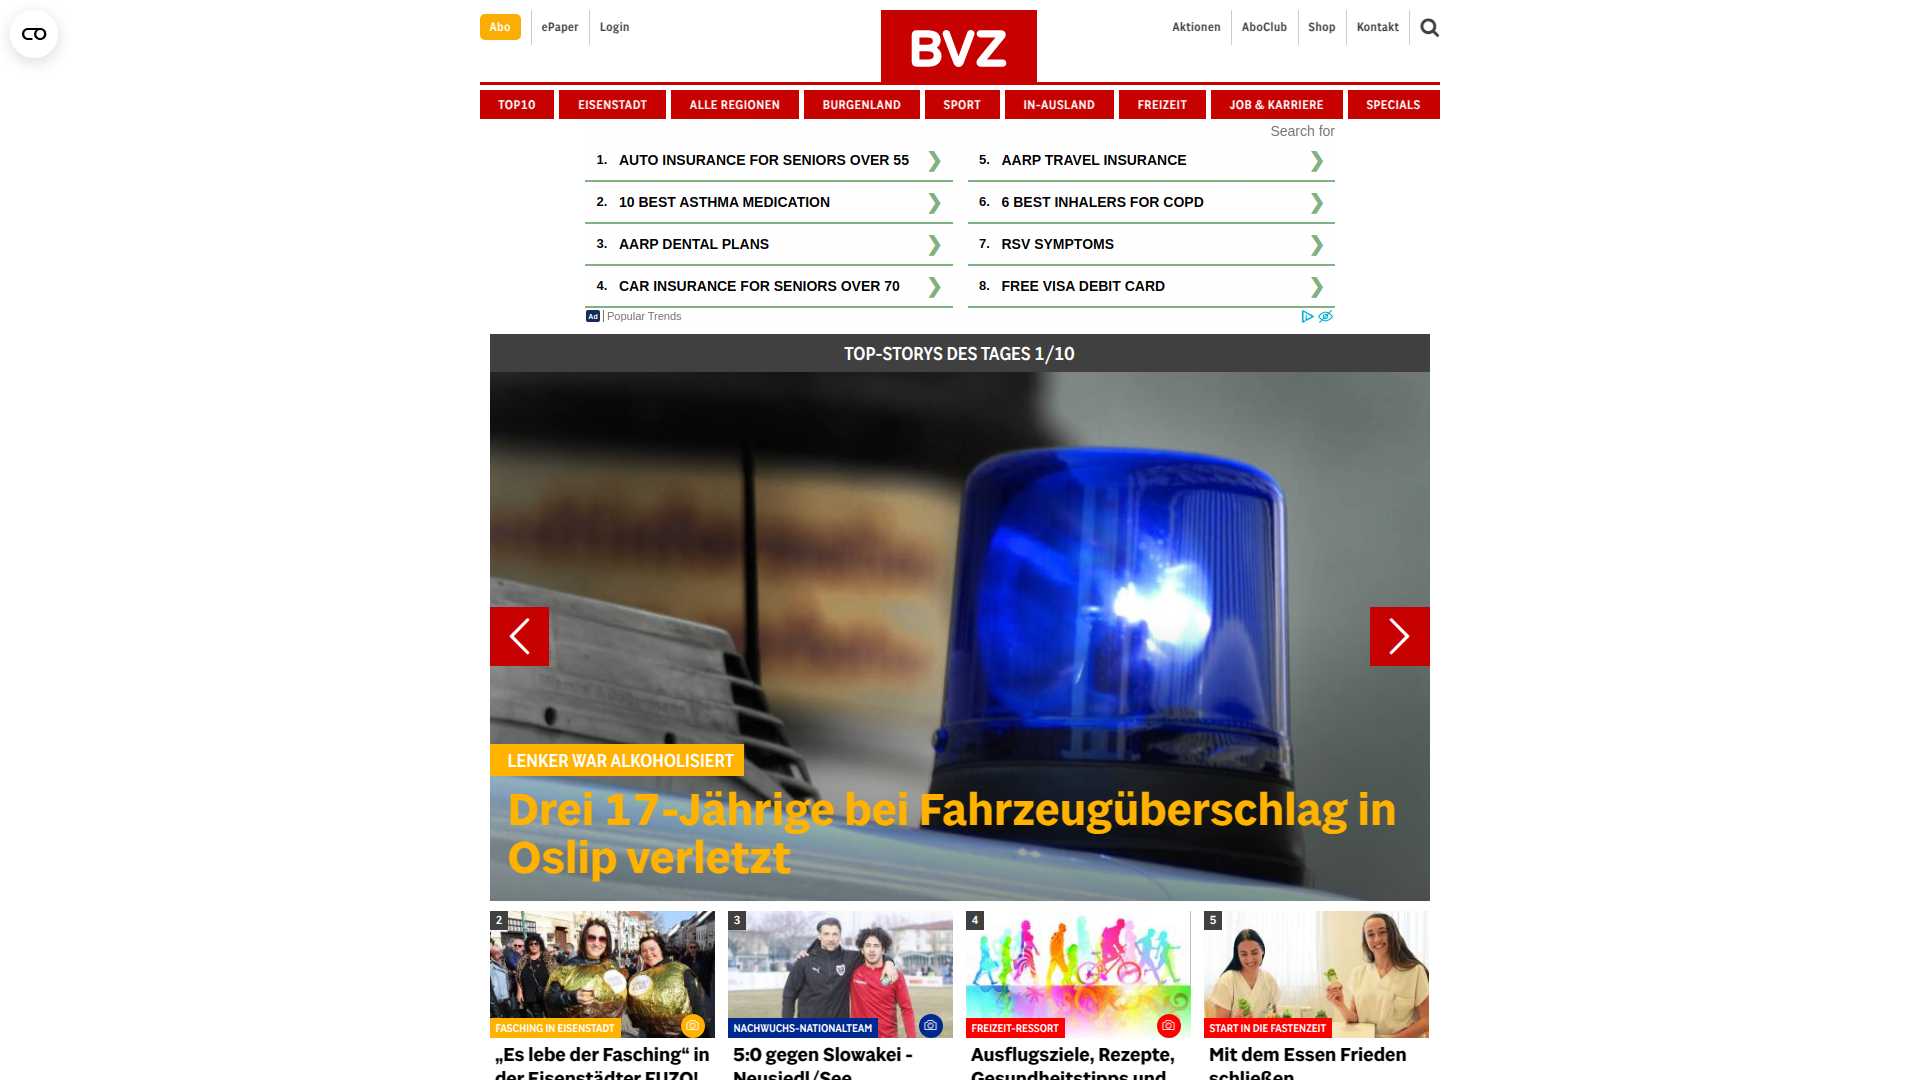 Abo
ePaper
Login
BVZ
Aktionen
AboClub
Shop
Kontakt
TOP10
EISENSTADT
ALLE REGIONEN
BURGENLAND
SPORT
IN-AUSLAND
FREIZEIT
JOB & KARRIERE
SPECIALS
Search for
1. AUTO INSURANCE FOR SENIORS OVER 55
2. 10 BEST ASTHMA MEDICATION
3. AARP DENTAL PLANS
4. CAR INSURANCE FOR SENIORS OVER 70
5. AARP TRAVEL INSURANCE
6. 6 BEST INHALERS FOR COPD
7. RSV SYMPTOMS
8. FREE VISA DEBIT CARD
Ad | Popular Trends
TOP-STORYS DES TAGES 1/10
LENKER WAR ALKOHOLISIERT
Drei 17-Jährige bei Fahrzeugüberschlag in
Oslip verletzt
2
FASCHING IN EISENSTADT
„Es lebe der Fasching“ in
der Eisenstädter FUZO!
3
NACHWUCHS-NATIONALTEAM
5:0 gegen Slowakei -
Neusiedl/See
4
FREIZEIT-RESSORT
Ausflugsziele, Rezepte,
Gesundheitstipps und
5
START IN DIE FASTENZEIT
Mit dem Essen Frieden
schließen